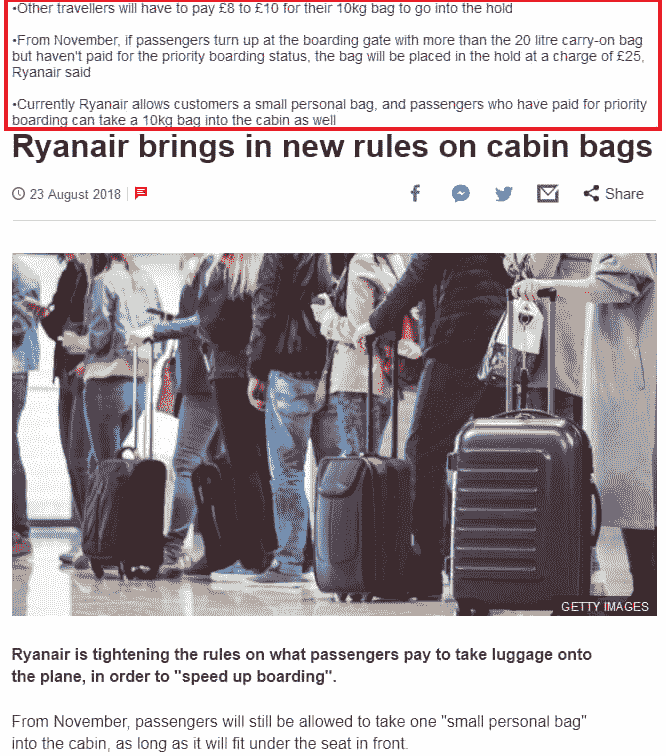 •Other travellers will have to pay £8 to £10 for their 10kg bag to go into the hold
•From November, if passengers turn up at the boarding gate with more than the 20 litre carry-on bag
but haven't paid for the priority boarding status, the bag will be placed in the hold at a charge of £25,
Ryanair said
•Currently Ryanair allows customers a small personal bag, and passengers who have paid for priority
boarding can take a 10kg bag into the cabin as well
Ryanair brings in new rules on cabin bags
23 August 2018
Share
GETTY IMAGES
Ryanair is tightening the rules on what passengers pay to take luggage onto
the plane, in order to "speed up boarding".
From November, passengers will still be allowed to take one "small personal bag"
into the cabin, as long as it will fit under the seat in front.